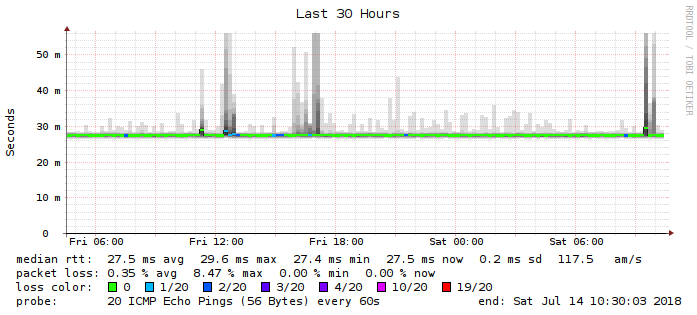 Last 30 Hours
RRDTOOL / TOBI OETIKER
Seconds
50 m
40 m
30 m
20 m
10 m
0
Fri 06:00 Fri 12:00 Fri 18:00 Sat 00:00 Sat 06:00
median rtt: 27.5 ms avg 29.6 ms max 27.4 ms min 27.5 ms now 0.2 ms sd 117.5 am/s
packet loss: 0.35 % avg 8.47 % max 0.00 % min 0.00 % now
loss color: 0 1/20 2/20 3/20 4/20 10/20 19/20
probe: 20 ICMP Echo Pings (56 Bytes) every 60s end: Sat Jul 14 10:30:03 2018